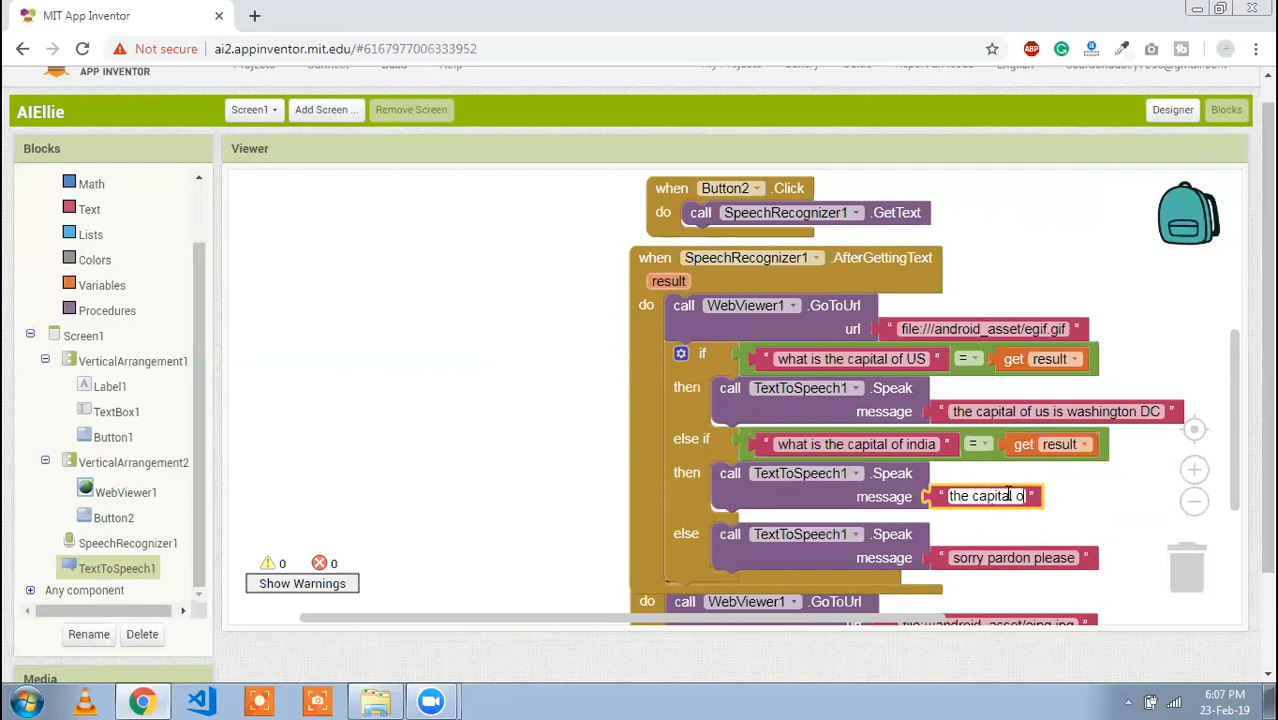 MIT App Inventor
Not secure
ai2.appinventor.mit.edu/#6167977006333952
ABP
APP INVENTOR
AIEllie
Screen1
Add Screen ...
Remove Screen
Designer
Blocks
Blocks
Viewer
Math
Text
Lists
Colors
Variables
Procedures
Screen1
VerticalArrangement1
Label1
TextBox1
Button1
VerticalArrangement2
WebViewer1
Button2
SpeechRecognizer1
TextToSpeech1
Any component
Rename
Delete
Media
when Button2 .Click
do call SpeechRecognizer1 .GetText
when SpeechRecognizer1 .AfterGettingText
result
do call WebViewer1 .GoToUrl
url " file:///android_asset/egif.gif "
if " what is the capital of US " = get result
then call TextToSpeech1 .Speak
message " the capital of us is washington DC "
else if " what is the capital of india " = get result
then call TextToSpeech1 .Speak
message " the capital o "
else call TextToSpeech1 .Speak
message " sorry pardon please "
do call WebViewer1 .GoToUrl
0 0
Show Warnings
6:07 PM
23-Feb-19